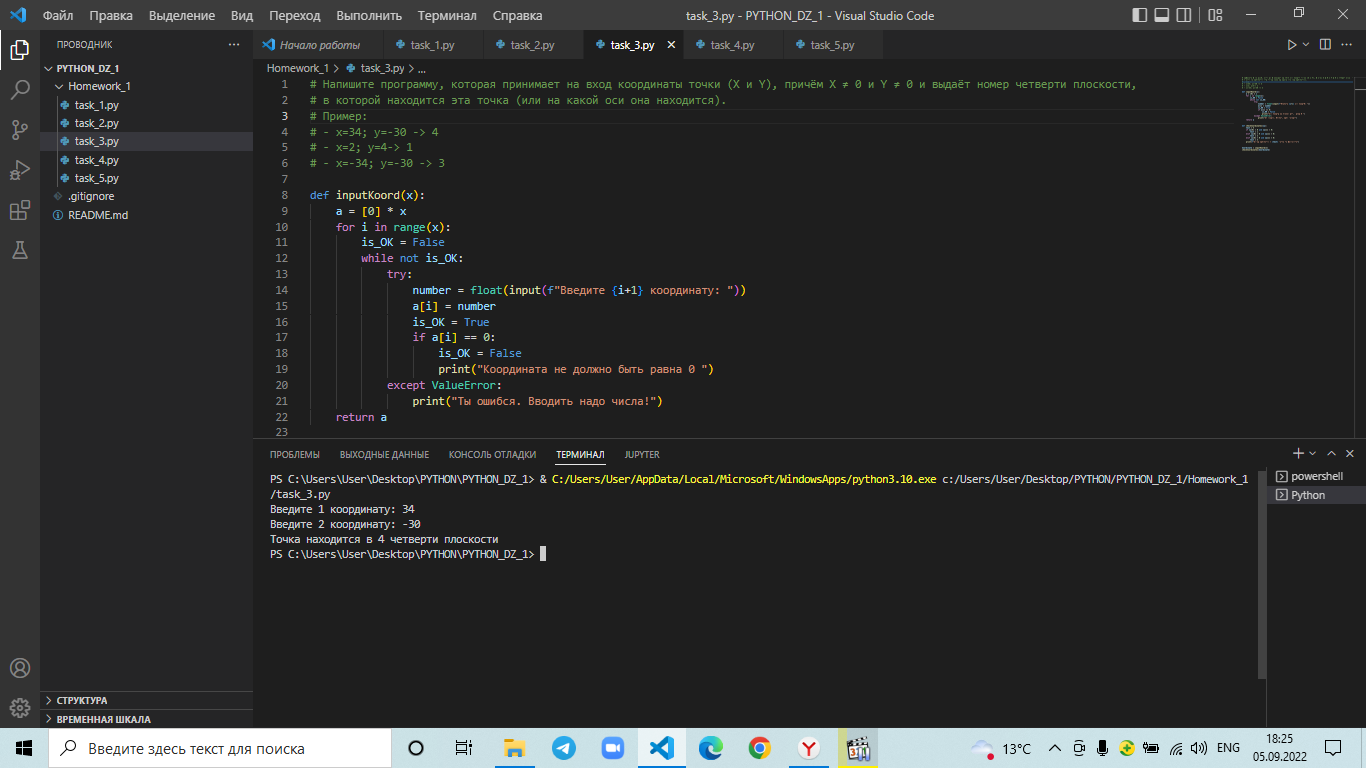 Файл Правка Выделение Вид Переход Выполнить Терминал Справка task_3.py - PYTHON_DZ_1 - Visual Studio Code
ПРОВОДНИК
PYTHON_DZ_1
Homework_1
task_1.py
task_2.py
task_3.py
task_4.py
task_5.py
.gitignore
README.md
СТРУКТУРА
ВРЕМЕННАЯ ШКАЛА
Начало работы task_1.py task_2.py task_3.py task_4.py task_5.py
Homework_1 > task_3.py > ...
1 # Напишите программу, которая принимает на вход координаты точки (X и Y), причём X ≠ 0 и Y ≠ 0 и выдаёт номер четверти плоскости,
2 # в которой находится эта точка (или на какой оси она находится).
3 # Пример:
4 # - x=34; y=-30 -> 4
5 # - x=2; y=4-> 1
6 # - x=-34; y=-30 -> 3
7
8 def inputKoord(x):
9 a = [0] * x
10 for i in range(x):
11 is_OK = False
12 while not is_OK:
13 try:
14 number = float(input(f"Введите {i+1} координату: "))
15 a[i] = number
16 is_OK = True
17 if a[i] == 0:
18 is_OK = False
19 print("Координата не должно быть равна 0 ")
20 except ValueError:
21 print("Ты ошибся. Вводить надо числа!")
22 return a
23
ПРОБЛЕМЫ ВЫХОДНЫЕ ДАННЫЕ КОНСОЛЬ ОТЛАДКИ ТЕРМИНАЛ JUPYTER
PS C:\Users\User\Desktop\PYTHON\PYTHON_DZ_1> & C:/Users/User/AppData/Local/Microsoft/WindowsApps/python3.10.exe c:/Users/User/Desktop/PYTHON/PYTHON_DZ_1/Homework_1
/task_3.py
Введите 1 координату: 34
Введите 2 координату: -30
Точка находится в 4 четверти плоскости
PS C:\Users\User\Desktop\PYTHON\PYTHON_DZ_1>
powershell
Python
Введите здесь текст для поиска
13°C
ENG
18:25
05.09.2022